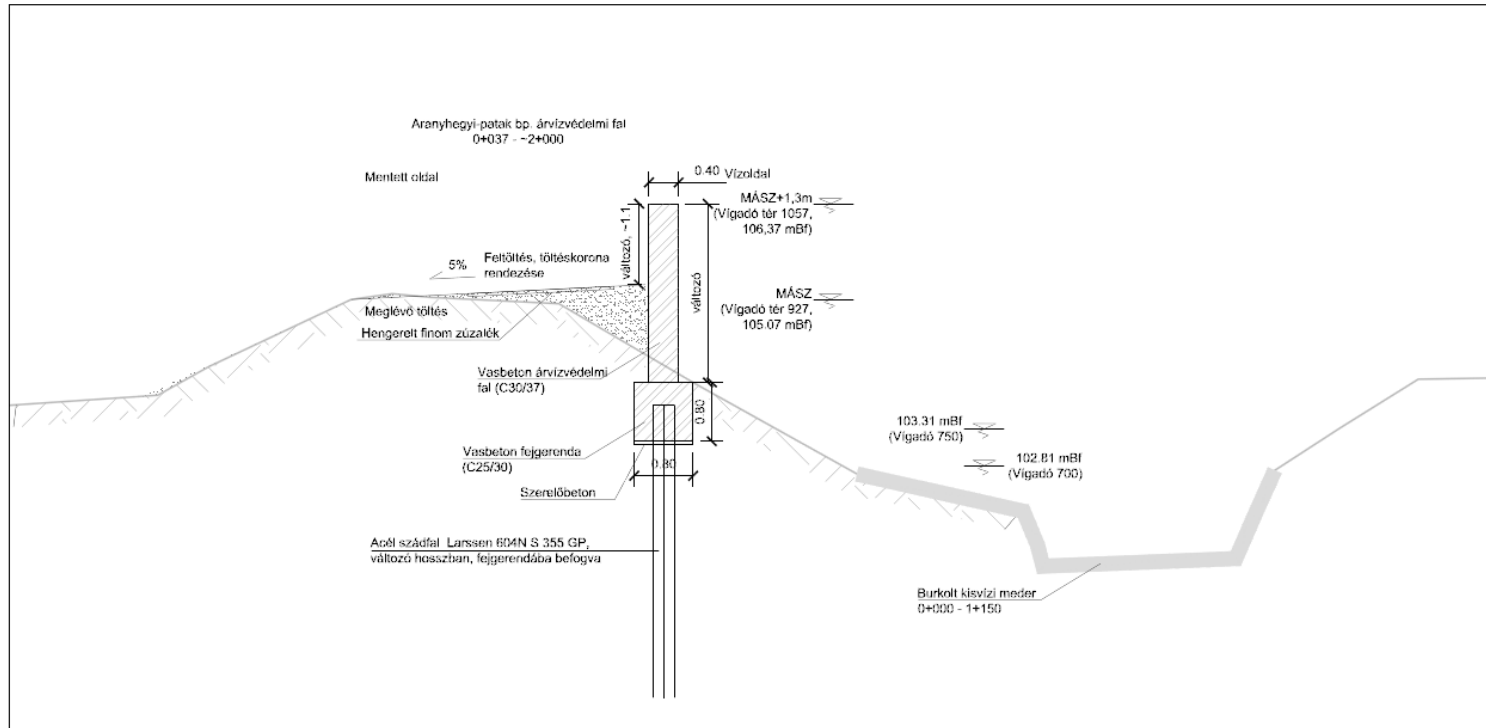 Aranyhegyi-patak bp. árvízvédelmi fal
0+037 - ~2+000
Mentett oldal
0.40
Vízoldal
MÁSZ+1,3m
(Vigadó tér 1057,
106,37 mBf)
változó, ~1.1
változó
5%
Feltöltés, töltéskorona
rendezése
MÁSZ
(Vígadó tér 927,
105.07 mBf)
Meglévő töltés
Hengerelt finom zúzalék
Vasbeton árvízvédelmi
fal (C30/37)
0.80
103.31 mBf
(Vígadó 750)
102.81 mBf
(Vígadó 700)
Vasbeton fejgerenda
(C25/30)
0.80
Szerelőbeton
Acél szádfal Larssen 604N S 355 GP,
változó hosszban, fejgerendába befogva
Burkolt kisvízi meder
0+000 - 1+150